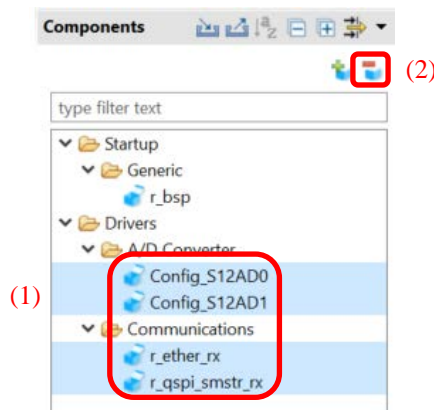 Components
(2)
type filter text
Startup
Generic
r_bsp
Drivers
A/D Converter
Config_S12AD0
Config_S12AD1
(1)
Communications
r_ether_rx
r_qspi_smstr_rx